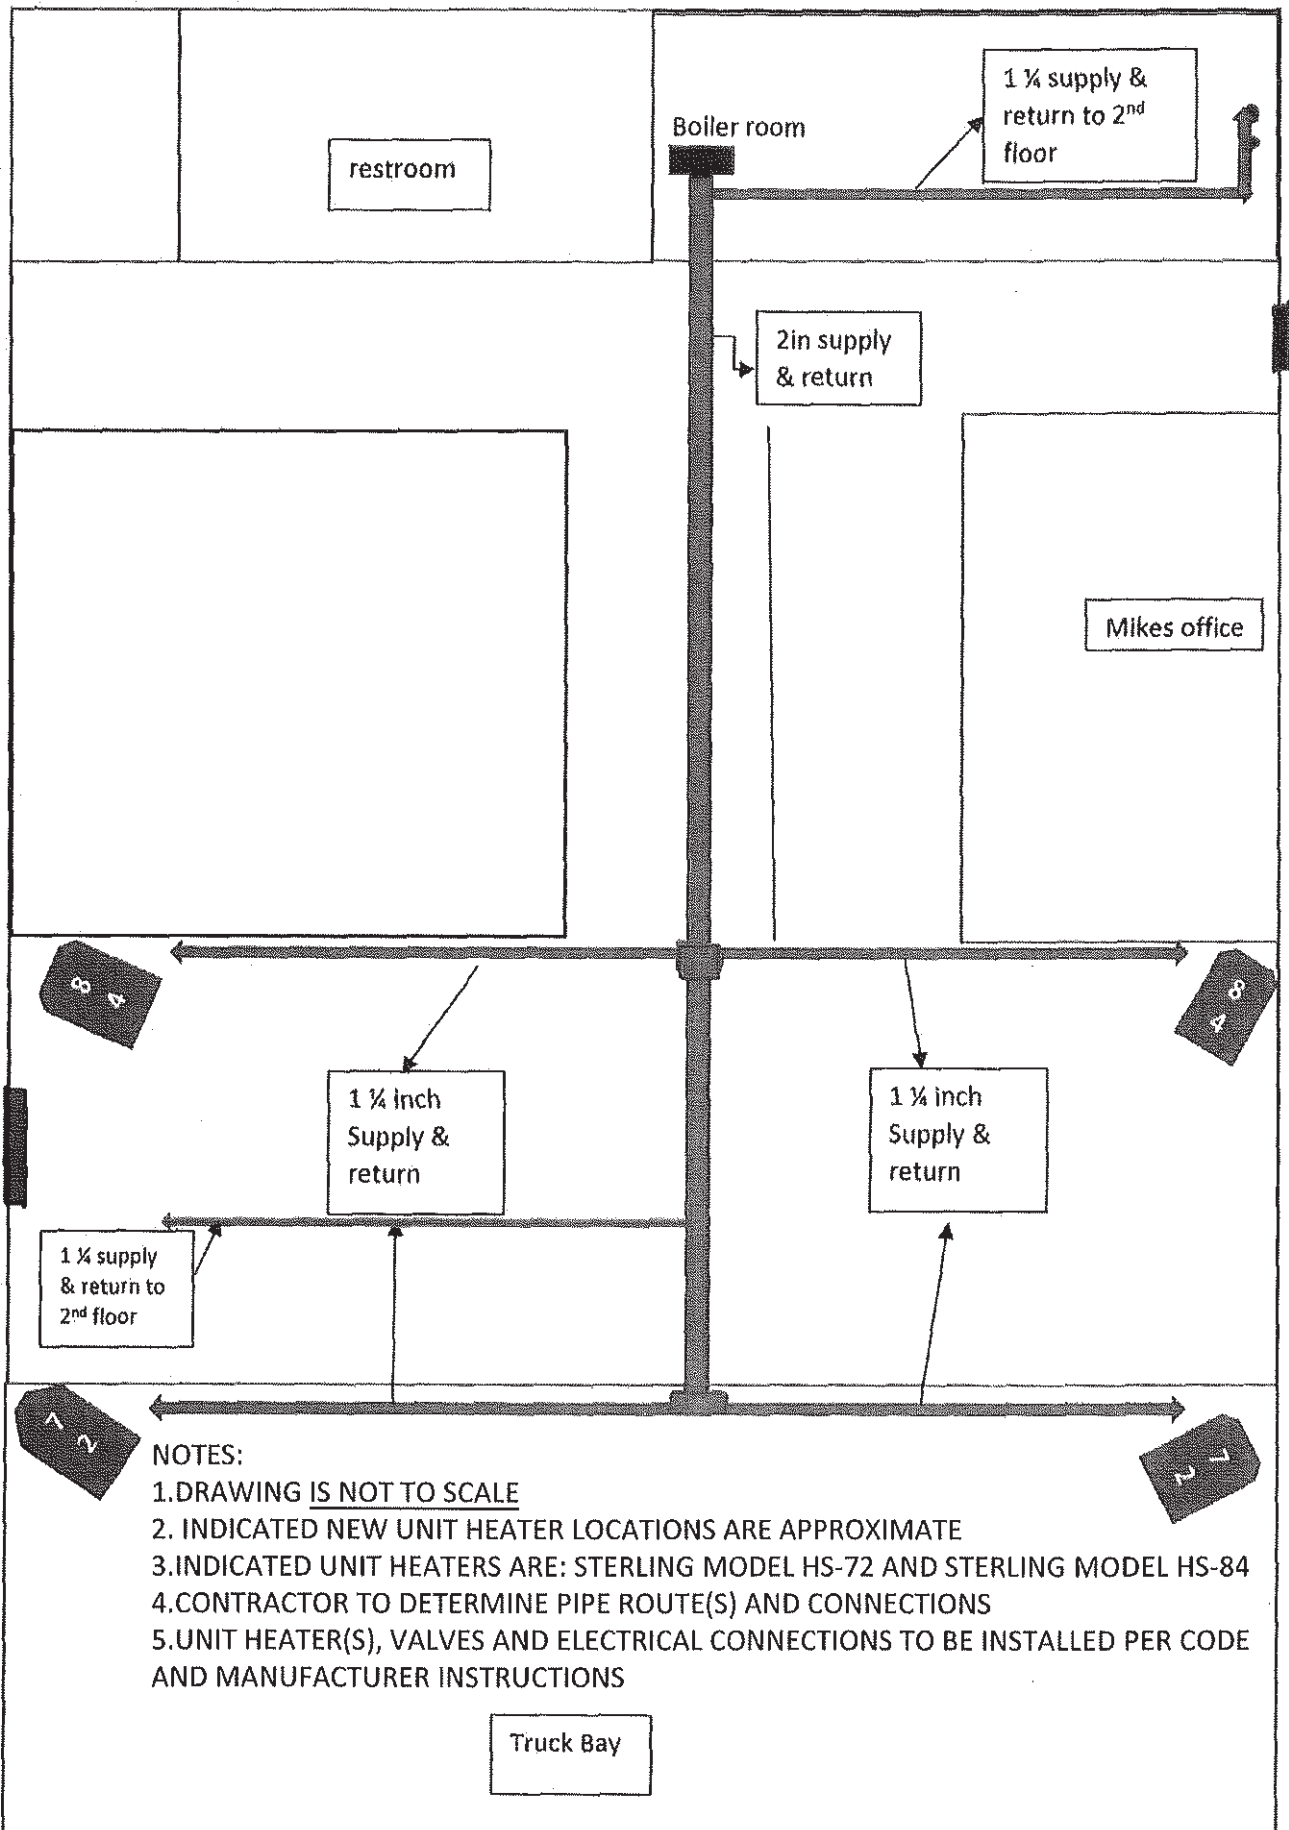 1 ¼ supply &
return to 2nd
floor
Boiler room
restroom
2in supply
& return
Mikes office
8 4
8 4
1 ¼ inch
Supply &
return
1 ¼ inch
Supply &
return
1 ¼ supply
& return to
2nd floor
7 2
7 2
NOTES:
1.DRAWING IS NOT TO SCALE
2. INDICATED NEW UNIT HEATER LOCATIONS ARE APPROXIMATE
3.INDICATED UNIT HEATERS ARE: STERLING MODEL HS-72 AND STERLING MODEL HS-84
4.CONTRACTOR TO DETERMINE PIPE ROUTE(S) AND CONNECTIONS
5.UNIT HEATER(S), VALVES AND ELECTRICAL CONNECTIONS TO BE INSTALLED PER CODE
AND MANUFACTURER INSTRUCTIONS
Truck Bay